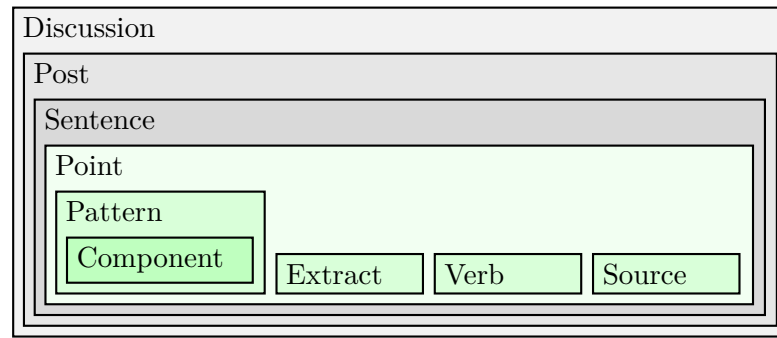 Discussion
Post
Sentence
Point
Pattern
Component
Extract
Verb
Source